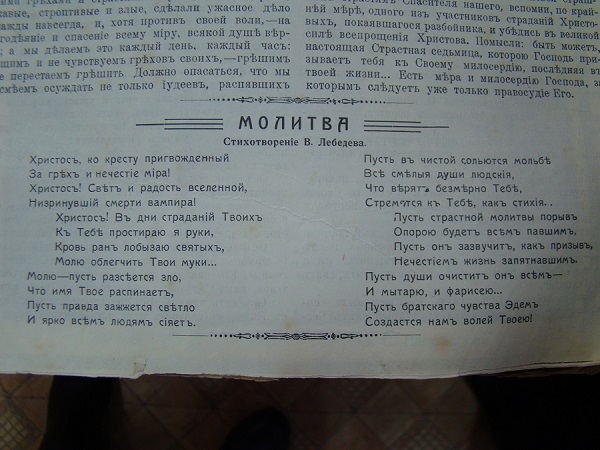 кавые, строптивые и злые, сдѣлали ужасное дѣло
навсегда, и, хотя противъ своей воли,—на
и спасеніе всему міру, всякой душѣ вѣр-
а мы дѣлаемъ это каждый день, каждый часъ:
и не чувствуемъ грѣховъ своихъ,—грѣшимъ
перестаемъ грѣшить. Должно опасаться, что мы
смѣемъ осуждать не только іудеевъ, распявшихъ
Спасителя нашего, вспомни, по край-
ней мѣрѣ, одного изъ участниковъ страданій Христо-
выхъ, покаявшагося разбойника, и убѣдись въ великой
силѣ всепрощенія Христова. Помысли: быть можетъ,
настоящая Страстная седьмица, которою Господь при-
зываетъ тебя къ Своему милосердію, послѣдняя въ
твоей жизни... Есть мѣра и милосердію Господа, за
которымъ слѣдуетъ уже только правосудіе Его.
МОЛИТВА
Стихотвореніе В. Лебедева.
Христосъ, ко кресту пригвожденный
За грѣхъ и нечестіе міра!
Христосъ! Свѣтъ и радость вселенной,
Низринувшій смерти вампира!
Христосъ! Въ дни страданій Твоихъ
Къ Тебѣ простираю я руки,
Кровь ранъ лобызаю святыхъ,
Молю облегчить Твои муки...
Молю—пусть разсѣется зло,
Что имя Твое распинаетъ,
Пусть правда зажжется свѣтло
И ярко всѣмъ людямъ сіяетъ.
Пусть въ чистой сольются мольбѣ
Всѣ смѣлыя души людскія,
Что вѣрятъ безмѣрно Тебѣ,
Стремятся къ Тебѣ, какъ стихія..
Пусть страстной молитвы порывъ
Опорою будетъ всѣмъ павшимъ,
Пусть онъ зазвучитъ, какъ призывъ,
Нечестіемъ жизнь запятнавшимъ.
Пусть души очиститъ онъ всѣмъ—
И мытарю, и фарисею...
Пусть братскаго чувства Эдемъ
Создастся намъ волей Твоею!